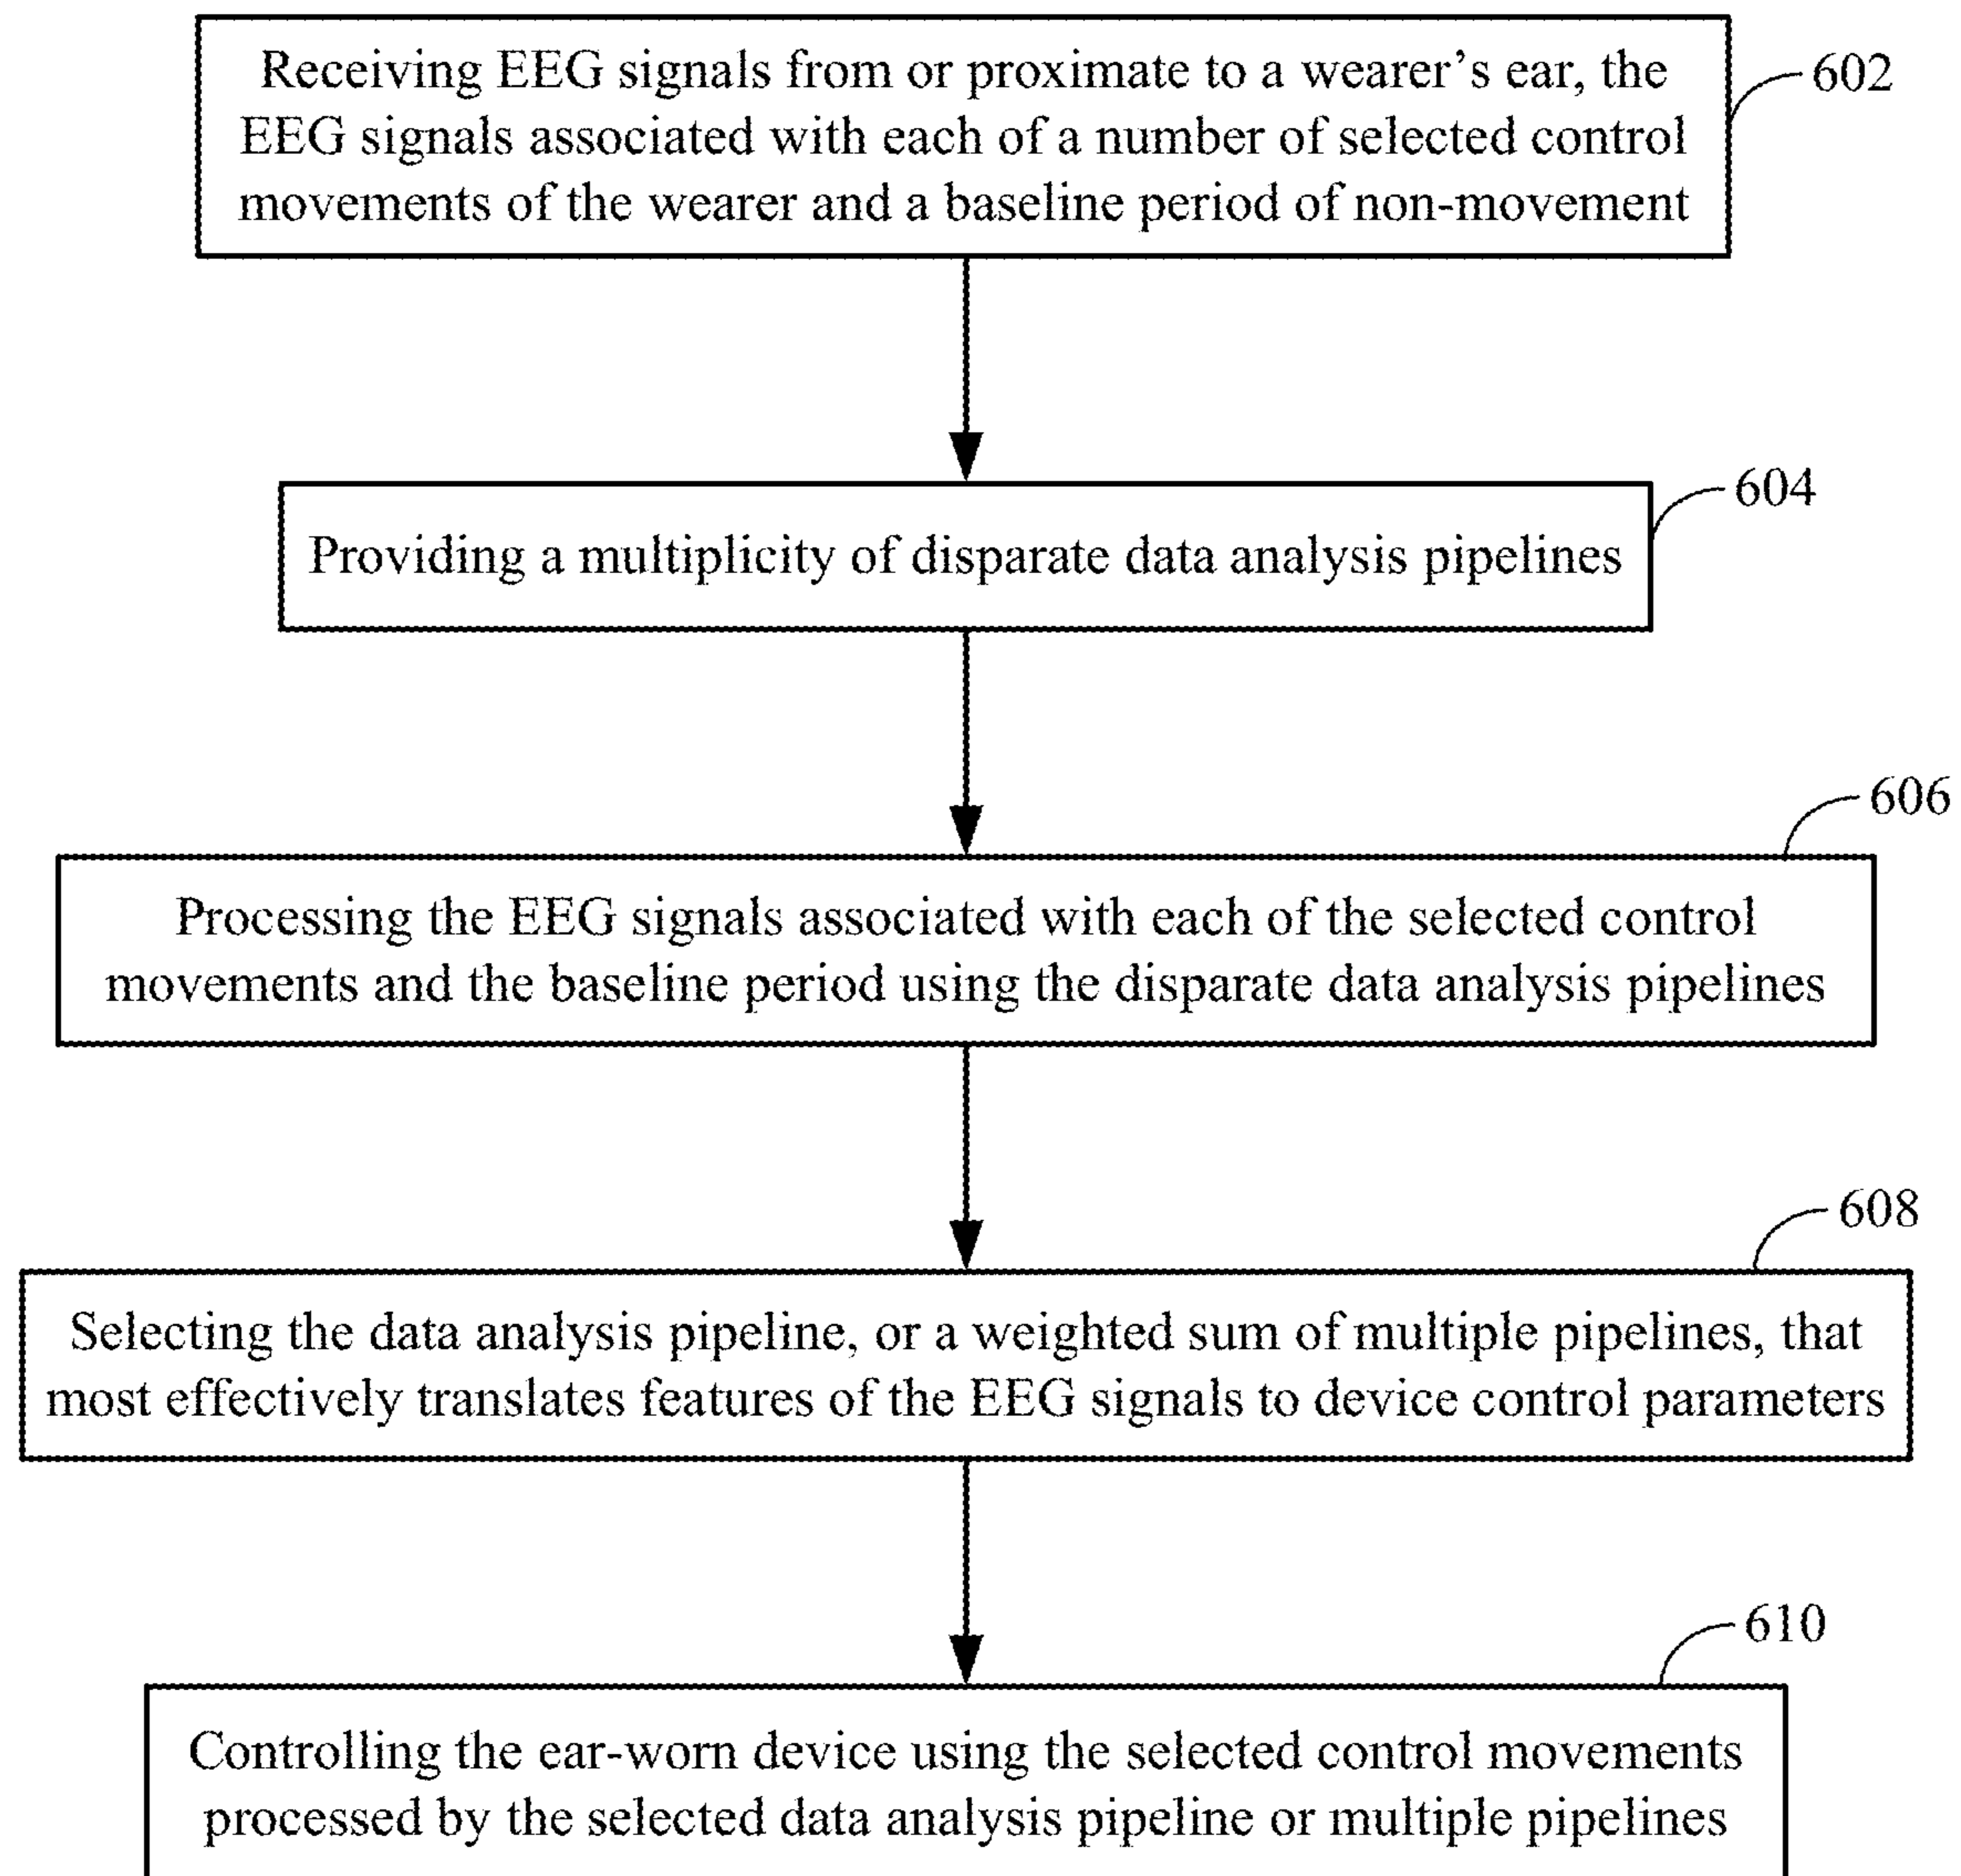 Receiving EEG signals from or proximate to a wearer's ear, the
EEG signals associated with each of a number of selected control
movements of the wearer and a baseline period of non-movement
602
604
Providing a multiplicity of disparate data analysis pipelines
606
Processing the EEG signals associated with each of the selected control
movements and the baseline period using the disparate data analysis pipelines
608
Selecting the data analysis pipeline, or a weighted sum of multiple pipelines, that
most effectively translates features of the EEG signals to device control parameters
610
Controlling the ear-worn device using the selected control movements
processed by the selected data analysis pipeline or multiple pipelines